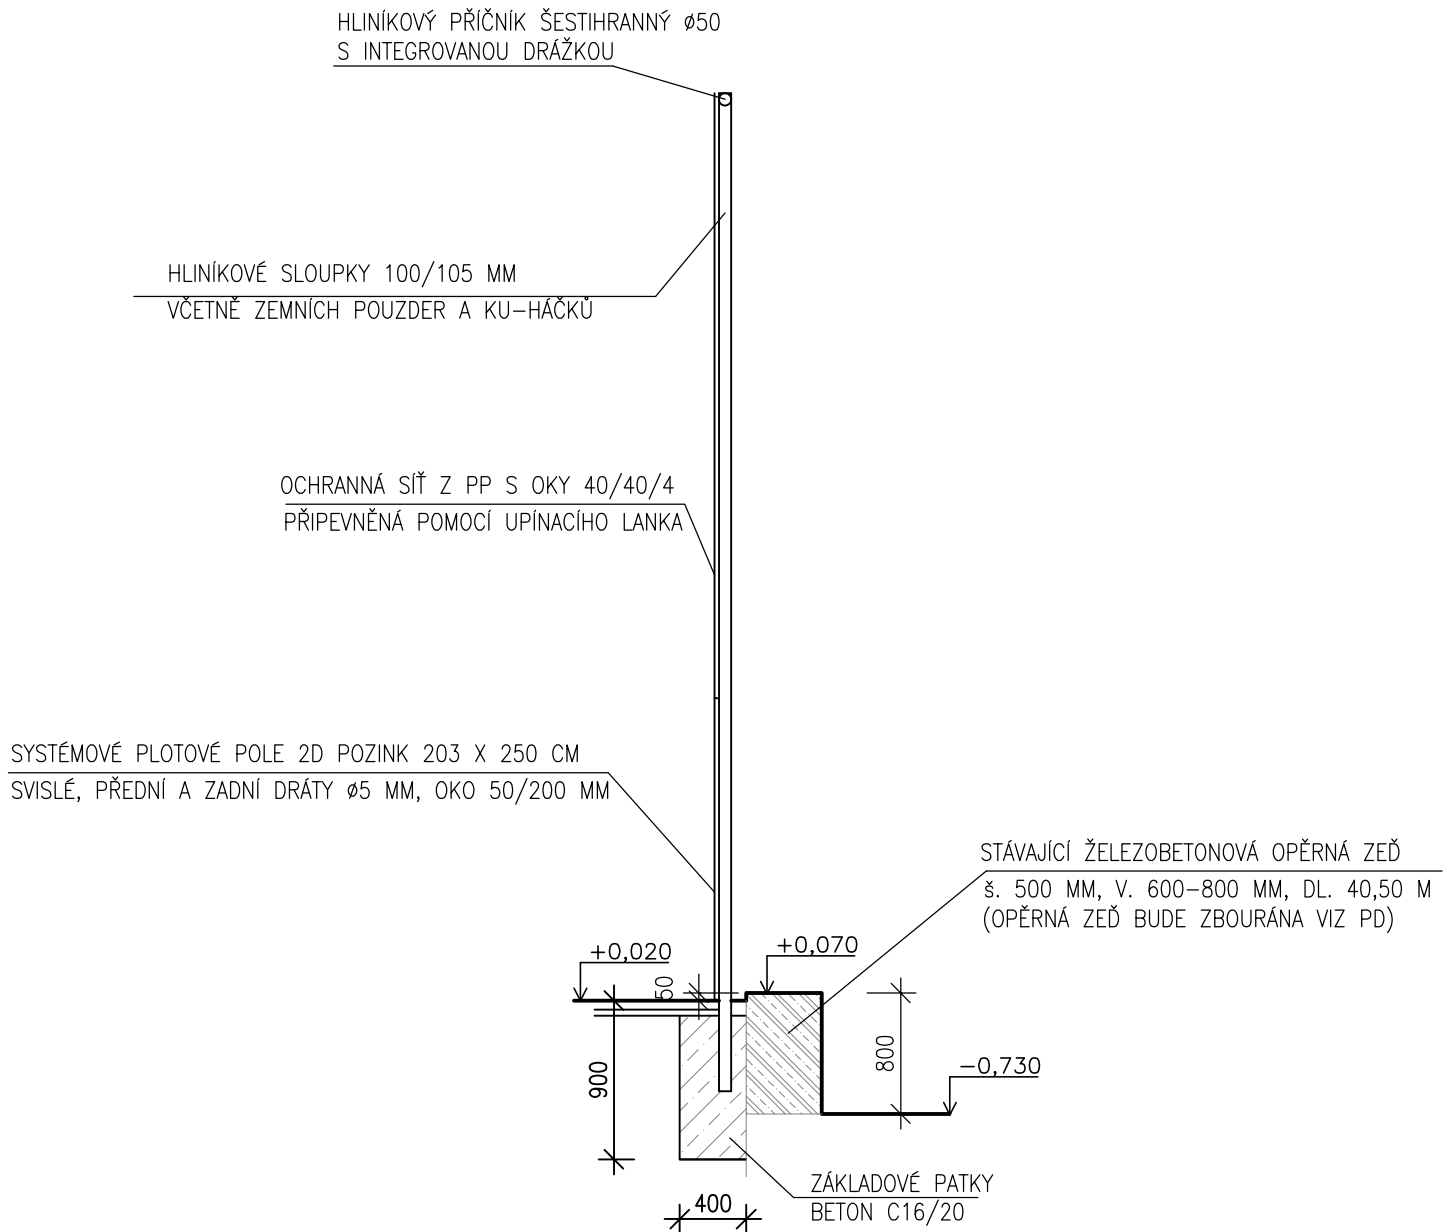 HLINÍKOVÝ PŘÍČNÍK ŠESTIHRANNÝ ø50
S INTEGROVANOU DRÁŽKOU
HLINÍKOVÉ SLOUPKY 100/105 MM
VČETNĚ ZEMNÍCH POUZDER A KU-HÁČKŮ
OCHRANNÁ SÍŤ Z PP S OKY 40/40/4
PŘIPEVNĚNÁ POMOCÍ UPÍNACÍHO LANKA
SYSTÉMOVÉ PLOTOVÉ POLE 2D POZINK 203 X 250 CM
SVISLÉ, PŘEDNÍ A ZADNÍ DRÁTY ø5 MM, OKO 50/200 MM
STÁVAJÍCÍ ŽELEZOBETONOVÁ OPĚRNÁ ZEĎ
š. 500 MM, V. 600-800 MM, DL. 40,50 M
(OPĚRNÁ ZEĎ BUDE ZBOURÁNA VIZ PD)
+0,020
+0,070
50
900
800
-0,730
ZÁKLADOVÉ PATKY
BETON C16/20
400